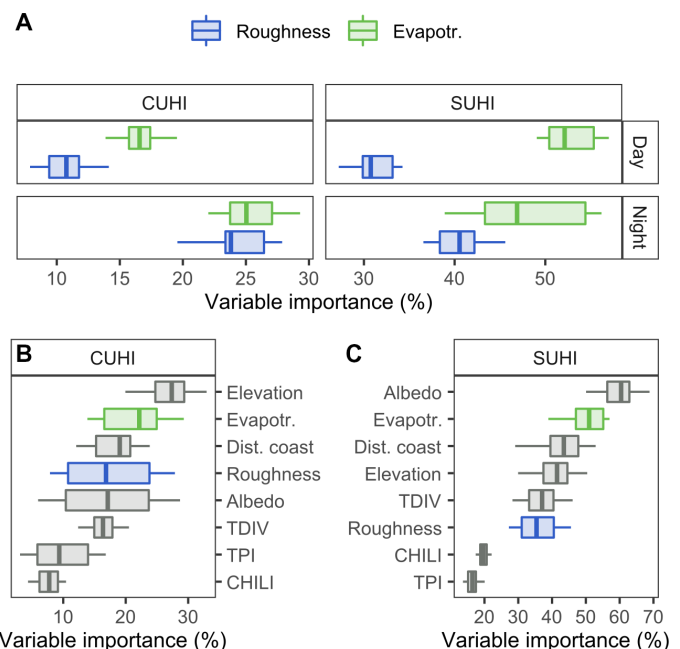 A
Roughness Evapotr.
CUHI SUHI
Day
Night
10 15 20 25 30 30 40 50
Variable importance (%)
B CUHI
Elevation
Evapotr.
Dist. coast
Roughness
Albedo
TDIV
TPI
CHILI
10 20 30
Variable importance (%)
C SUHI
Albedo
Evapotr.
Dist. coast
Elevation
TDIV
Roughness
CHILI
TPI
20 30 40 50 60 70
Variable importance (%)